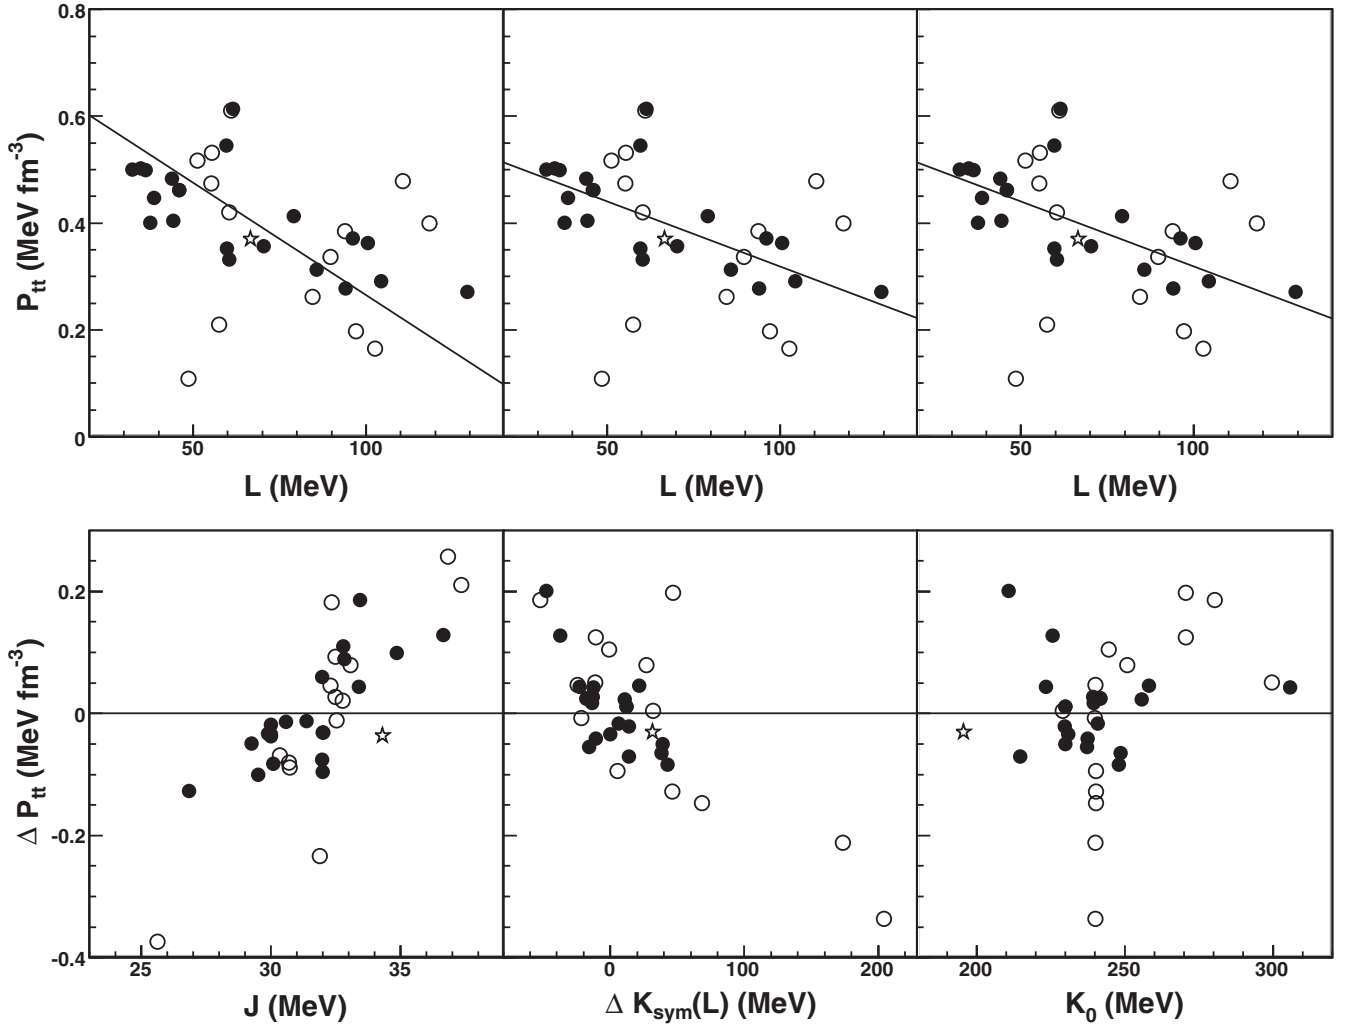 0.8
0.6
0.4
0.2
0
P_tt (MeV fm^-3)
50 100 50 100 50 100
L (MeV) L (MeV) L (MeV)
0.2
0
-0.2
-0.4
Δ P_tt (MeV fm^-3)
25 30 35 0 100 200 200 250 300
J (MeV) Δ K_sym(L) (MeV) K_0 (MeV)